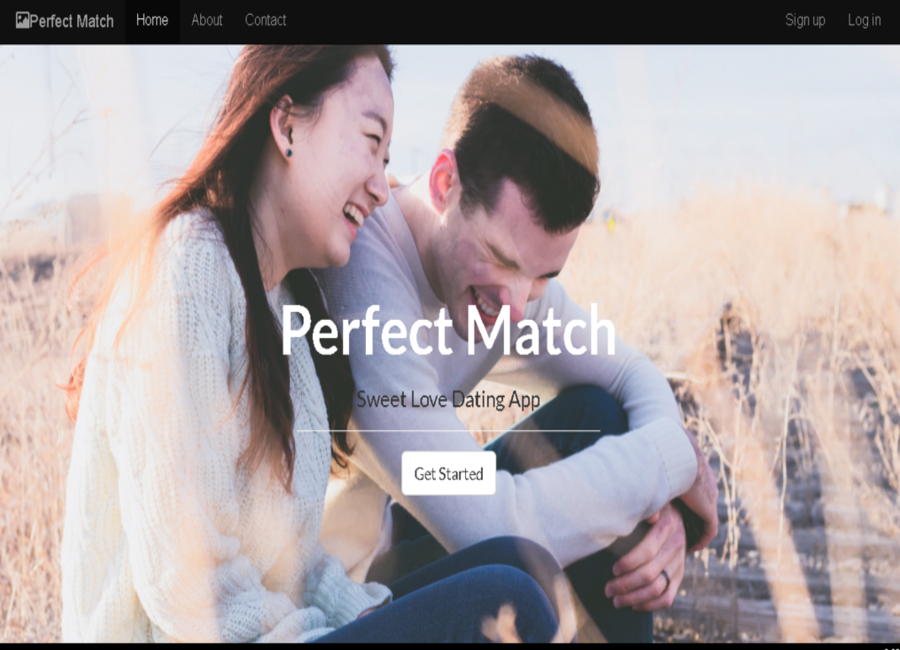 Perfect Match Home About Contact Sign up Log in
Perfect Match
Sweet Love Dating App
Get Started